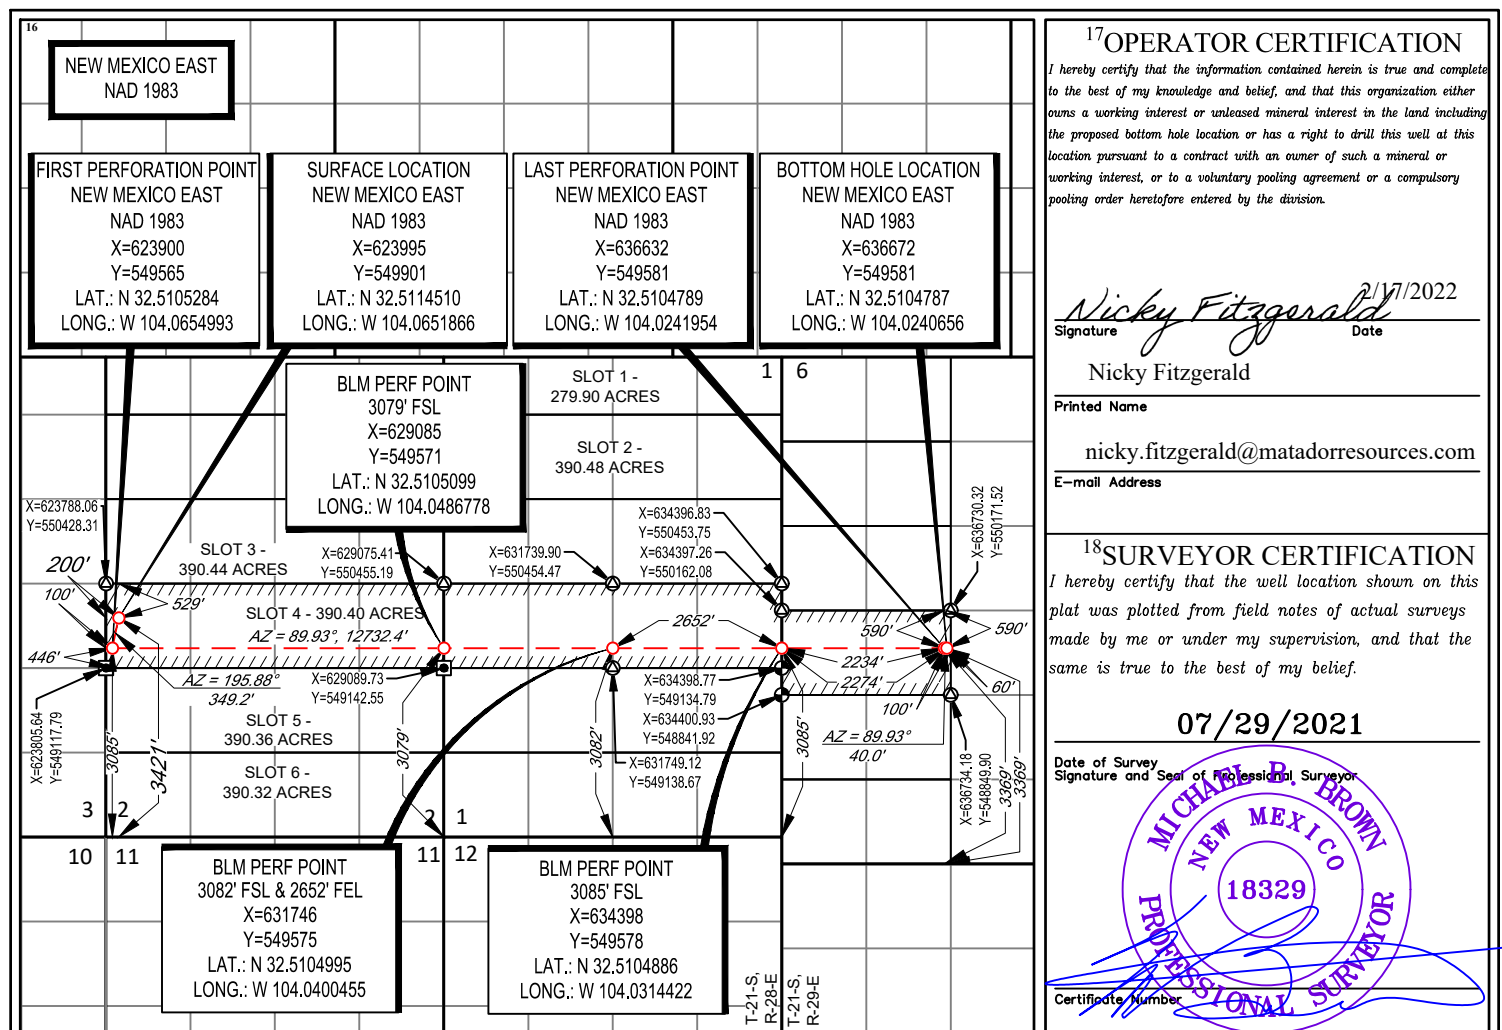 16
NEW MEXICO EAST
NAD 1983
FIRST PERFORATION POINT
NEW MEXICO EAST
NAD 1983
X=623900
Y=549565
LAT.: N 32.5105284
LONG.: W 104.0654993
SURFACE LOCATION
NEW MEXICO EAST
NAD 1983
X=623995
Y=549901
LAT.: N 32.5114510
LONG.: W 104.0651866
LAST PERFORATION POINT
NEW MEXICO EAST
NAD 1983
X=636632
Y=549581
LAT.: N 32.5104789
LONG.: W 104.0241954
BOTTOM HOLE LOCATION
NEW MEXICO EAST
NAD 1983
X=636672
Y=549581
LAT.: N 32.5104787
LONG.: W 104.0240656
BLM PERF POINT
3079' FSL
X=629085
Y=549571
LAT.: N 32.5105099
LONG.: W 104.0486778
SLOT 1 -
279.90 ACRES
1
6
SLOT 2 -
390.48 ACRES
X=623788.06
Y=550428.31
SLOT 3 -
390.44 ACRES
X=629075.41
Y=550455.19
X=631739.90
Y=550454.47
X=634396.83
Y=550453.75
X=634397.26
Y=550162.08
X=636730.32
Y=550171.52
200'
100'
529'
SLOT 4 - 390.40 ACRES
AZ = 89.93°, 12732.4'
2652'
590'
590'
446'
AZ = 195.88°
349.2'
X=629089.73
Y=549142.55
X=634398.77
Y=549134.79
X=634400.93
Y=548841.92
2234'
2274'
100'
60'
AZ = 89.93°
40.0'
X=623805.64
Y=549117.79
3085'
3421'
SLOT 5 -
390.36 ACRES
3079'
3082'
X=631749.12
Y=549138.67
3085'
X=636734.18
Y=548849.90
3369'
3369'
SLOT 6 -
390.32 ACRES
3
2
2
1
10
11
11
12
BLM PERF POINT
3082' FSL & 2652' FEL
X=631746
Y=549575
LAT.: N 32.5104995
LONG.: W 104.0400455
BLM PERF POINT
3085' FSL
X=634398
Y=549578
LAT.: N 32.5104886
LONG.: W 104.0314422
T-21-S,
R-28-E
T-21-S,
R-29-E
17OPERATOR CERTIFICATION
I hereby certify that the information contained herein is true and complete
to the best of my knowledge and belief, and that this organization either
owns a working interest or unleased mineral interest in the land including
the proposed bottom hole location or has a right to drill this well at this
location pursuant to a contract with an owner of such a mineral or
working interest, or to a voluntary pooling agreement or a compulsory
pooling order heretofore entered by the division.
Nicky Fitzgerald
2/17/2022
Signature Date
Nicky Fitzgerald
Printed Name
nicky.fitzgerald@matadorresources.com
E-mail Address
18SURVEYOR CERTIFICATION
I hereby certify that the well location shown on this
plat was plotted from field notes of actual surveys
made by me or under my supervision, and that the
same is true to the best of my belief.
07/29/2021
Date of Survey
Signature and Seal of Professional Surveyor
MICHAEL B. BROWN
NEW MEXICO
18329
PROFESSIONAL SURVEYOR
Certificate Number